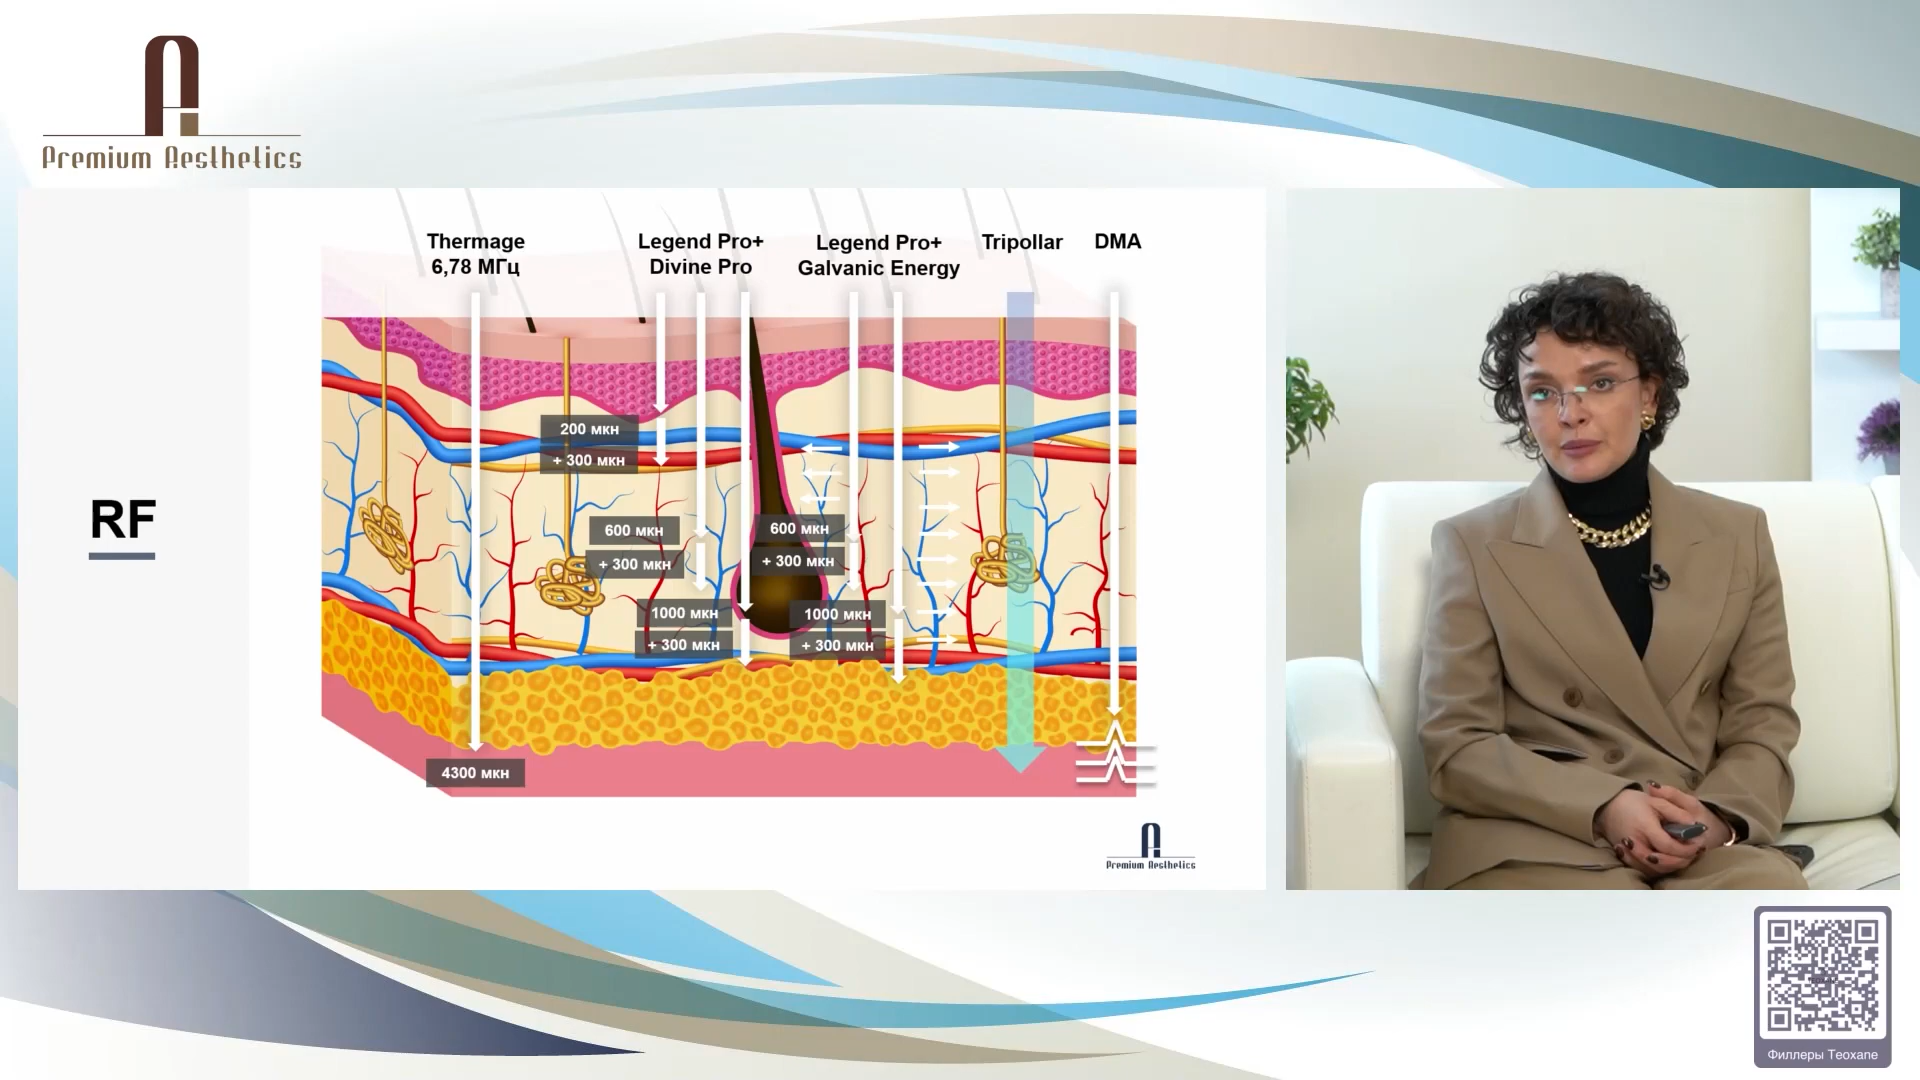 Premium Aesthetics
RF
Thermage
6,78 МГц
Legend Pro+
Divine Pro
Legend Pro+
Galvanic Energy
Tripollar
DMA
200 мкн
+ 300 мкн
600 мкн
+ 300 мкн
1000 мкн
+ 300 мкн
600 мкн
+ 300 мкн
1000 мкн
+ 300 мкн
4300 мкн
Premium Aesthetics
Филлеры Teoxane